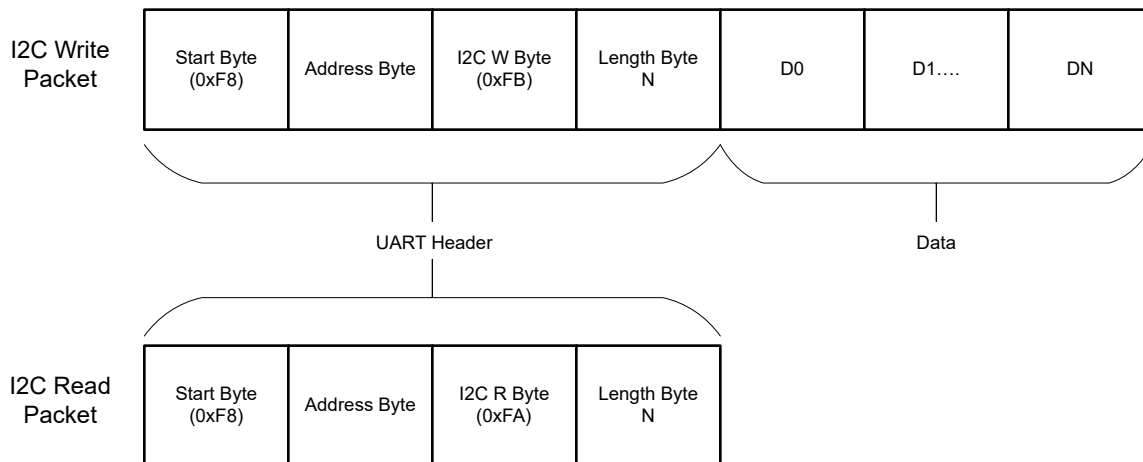 I2C Write
Packet
Start Byte
(0xF8)
Address Byte
I2C W Byte
(0xFB)
Length Byte
N
D0
D1....
DN
UART Header
Data
I2C Read
Packet
Start Byte
(0xF8)
Address Byte
I2C R Byte
(0xFA)
Length Byte
N